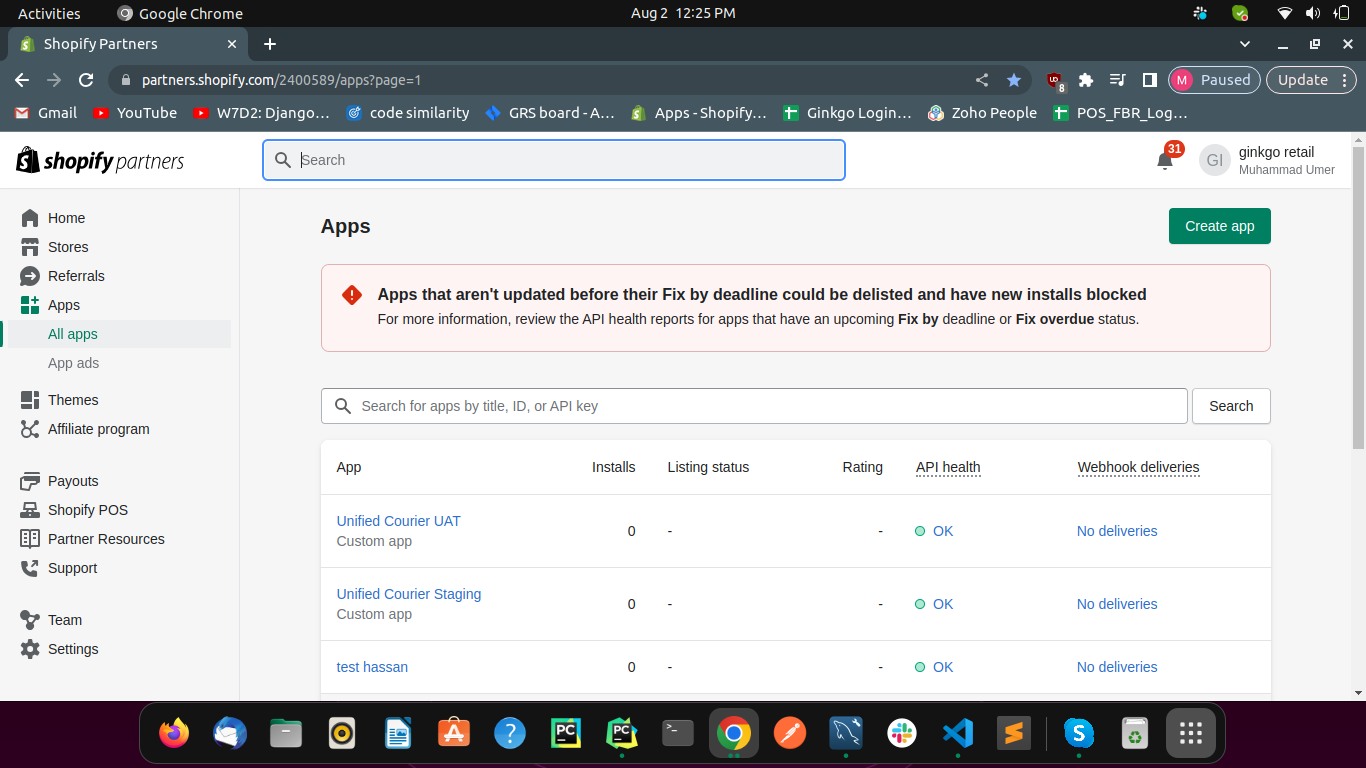 Activities
Google Chrome
Aug 2 12:25 PM
Shopify Partners
partners.shopify.com/2400589/apps?page=1
8
M Paused
Update
Gmail
YouTube
W7D2: Django...
code similarity
GRS board - A...
Apps - Shopify...
Ginkgo Login...
Zoho People
POS_FBR_Log...
shopify partners
Search
31
GI
ginkgo retail
Muhammad Umer
Home
Stores
Referrals
Apps
All apps
App ads
Themes
Affiliate program
Payouts
Shopify POS
Partner Resources
Support
Team
Settings
Apps
Create app
Apps that aren't updated before their Fix by deadline could be delisted and have new installs blocked
For more information, review the API health reports for apps that have an upcoming Fix by deadline or Fix overdue status.
Search for apps by title, ID, or API key
Search
App Installs Listing status Rating API health Webhook deliveries
Unified Courier UAT
Custom app
0 - - OK No deliveries
Unified Courier Staging
Custom app
0 - - OK No deliveries
test hassan 0 - - OK No deliveries
PC
PC